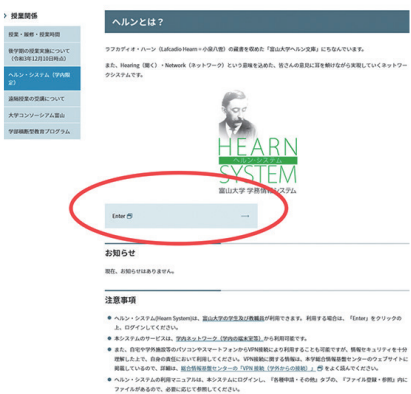 授業関係
授業・履修・授業時間
後学期の授業実施について
(令和3年12月10日時点)
ヘルン・システム(学内限
定)
遠隔授業の受講について
大学コンソーシアム富山
学部横断型教育プログラム
ヘルンとは?
ラフカディオ・ハーン(Lafcadio Hearn=小泉八雲)の蔵書を収めた「富山大学ヘルン文庫」にちなんでいます。
また、Hearing(聞く)・Network(ネットワーク)という意味を込めた、皆さんの意見に耳を傾けながら実現していくネットワー
クシステムです。
HEARN
ヘルン・システム
SYSTEM
富山大学 学務情報システム
Enter
お知らせ
現在、お知らせはありません。
注意事項
ヘルン・システム(Hearn System)は、富山大学の学生及び教職員が利用できます。利用する場合は、「Enter」をクリックの
上、ログインしてください。
本システムのサービスは、学内ネットワーク(学内の端末室等)から利用可能です。
また、自宅や学外施設等のパソコンやスマートフォンからVPN接続により利用することも可能ですが、情報セキュリティを十分
理解した上で、自身の責任において利用してください。VPN接続に関する情報は、本学総合情報基盤センターのウェブサイトに
掲載しているので、詳細は、総合情報基盤センターの「VPN 接続(学外からの接続)」をよく読んでください。
ヘルン・システムの利用マニュアルは、本システムにログインし、「各種申請・その他」タブの、「ファイル登録・参照」内に
ファイルがあるので、必要に応じて参照してください。